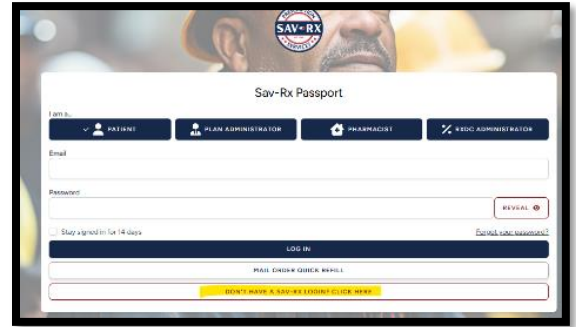 SAV-RX
Sav-Rx Passport
I am a...
PATIENT
PLAN ADMINISTRATOR
PHARMACIST
RXDC ADMINISTRATOR
Email
Password
REVEAL
Stay signed in for 14 days
Forgot your password?
LOG IN
MAIL ORDER QUICK REFILL
DON'T HAVE A SAV-RX LOGIN? CLICK HERE